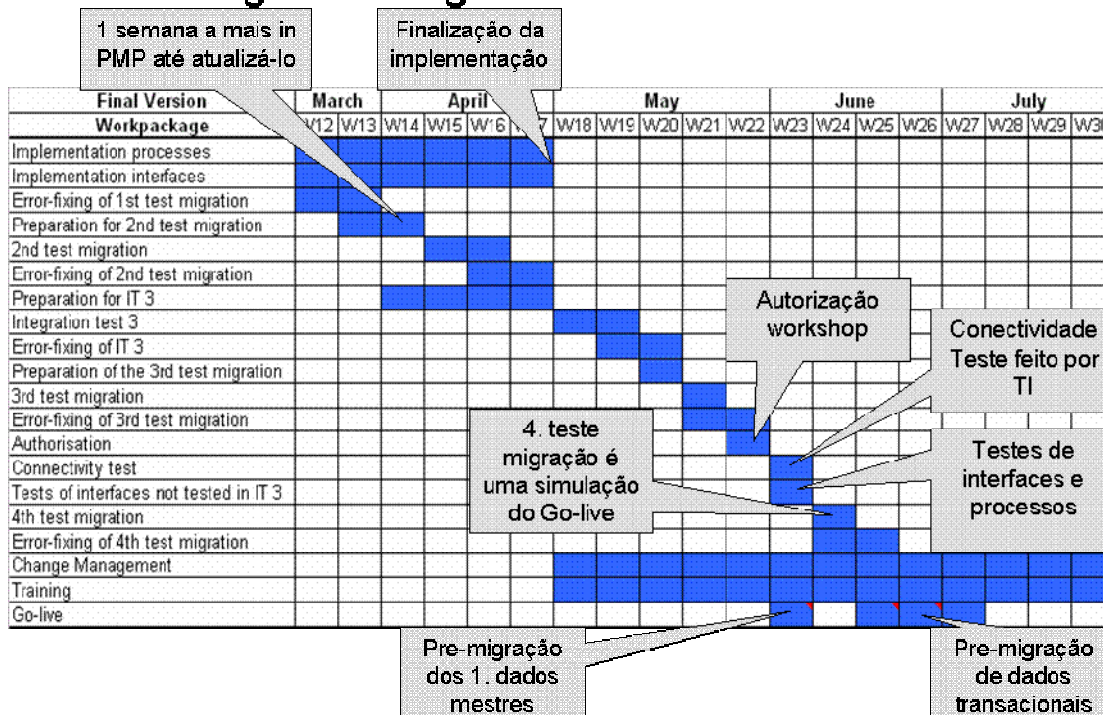 1 semana a mais in
PMP até atualizá-lo
Finalização da
implementação
Final Version March April May June July
Workpackage W12 W13 W14 W15 W16 W17 W18 W19 W20 W21 W22 W23 W24 W25 W26 W27 W28 W29 W30
Implementation processes
Implementation interfaces
Error-fixing of 1st test migration
Preparation for 2nd test migration
2nd test migration
Error-fixing of 2nd test migration
Preparation for IT 3
Integration test 3
Error-fixing of IT 3
Preparation of the 3rd test migration
3rd test migration
Error-fixing of 3rd test migration
Authorisation
Connectivity test
Tests of interfaces not tested in IT 3
4th test migration
Error-fixing of 4th test migration
Change Management
Training
Go-live
Autorização
workshop
Conectividade
Teste feito por
TI
4. teste
migração é
uma simulação
do Go-live
Testes de
interfaces e
processos
Pre-migração
dos 1. dados
mestres
Pre-migração
de dados
transacionais